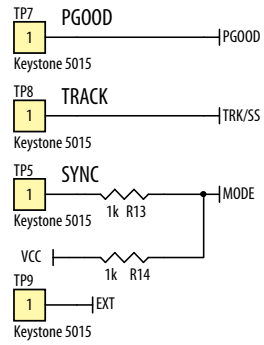 TP7 PGOOD
1 PGOOD
Keystone 5015
TP8 TRACK
1 TRK/SS
Keystone 5015
TP5 SYNC
1 MODE
1k R13
Keystone 5015
VCC
1k R14
TP9
1 EXT
Keystone 5015